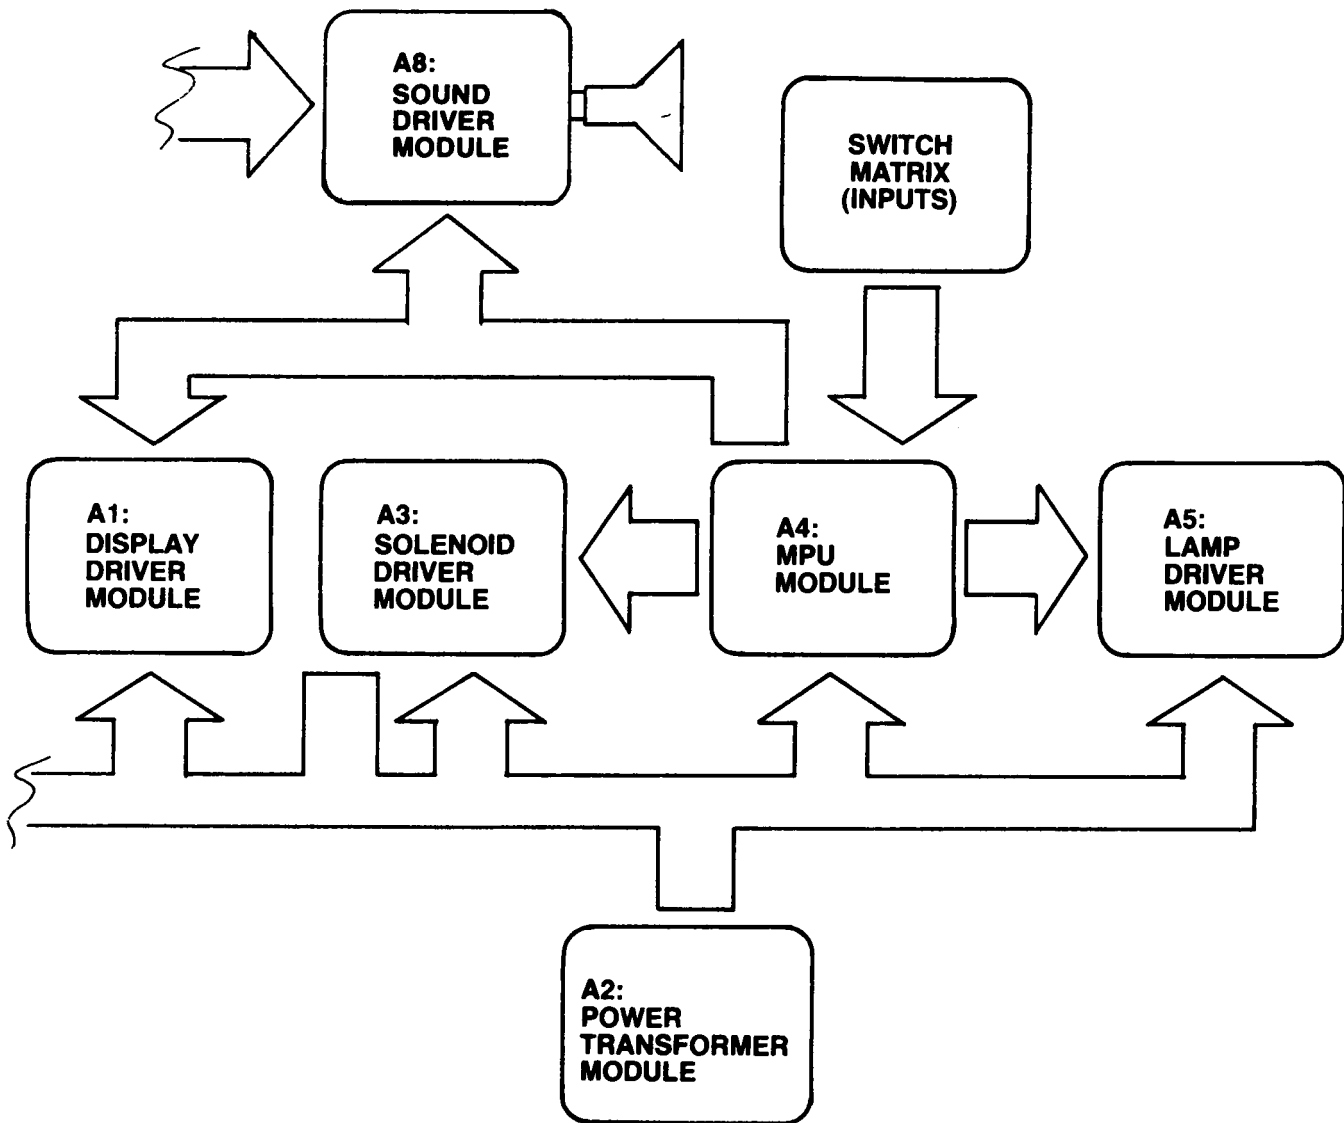 A8:
SOUND
DRIVER
MODULE
SWITCH
MATRIX
(INPUTS)
A1:
DISPLAY
DRIVER
MODULE
A3:
SOLENOID
DRIVER
MODULE
A4:
MPU
MODULE
A5:
LAMP
DRIVER
MODULE
A2:
POWER
TRANSFORMER
MODULE